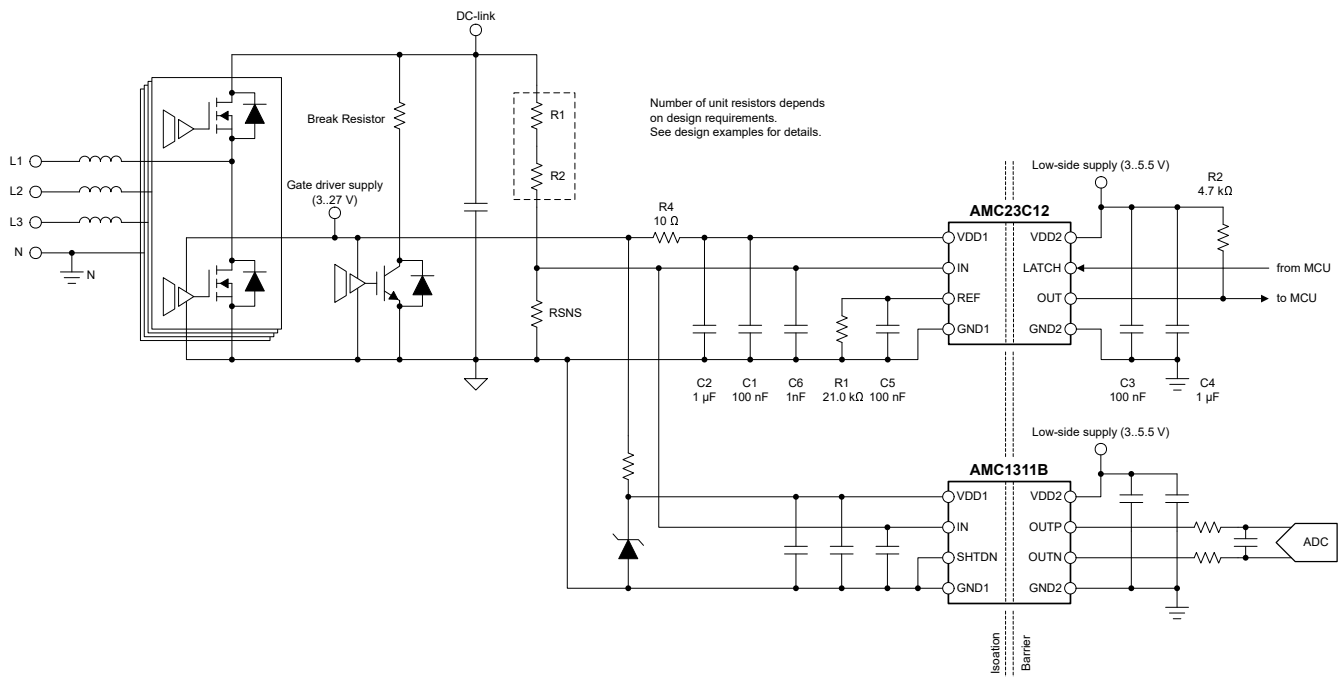 DC-link
Break Resistor
R1
R2
Number of unit resistors depends
on design requirements.
See design examples for details.
L1
L2
L3
N
N
Gate driver supply
(3..27 V)
RSNS
R4
10 Ω
Low-side supply (3..5.5 V)
R2
4.7 kΩ
AMC23C12
VDD1
VDD2
IN
LATCH
from MCU
REF
OUT
to MCU
GND1
GND2
C2
1 µF
C1
100 nF
C6
1nF
R1
21.0 kΩ
C5
100 nF
C3
100 nF
C4
1 µF
Low-side supply (3..5.5 V)
AMC1311B
VDD1
VDD2
IN
OUTP
SHTDN
OUTN
ADC
GND1
GND2
Isoation
Barrier